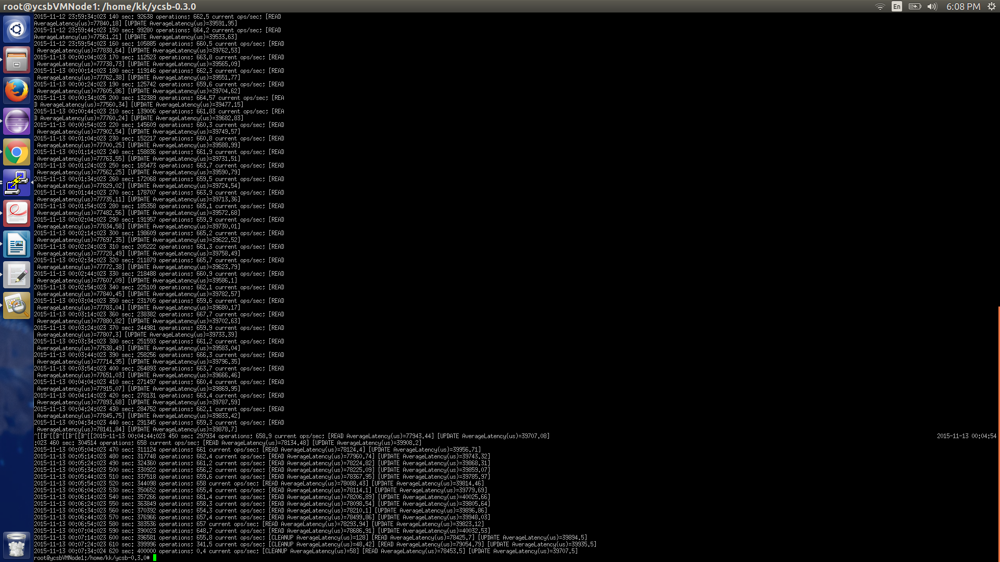 root@ycsbVMNode1: /home/kk/ycsb-0.3.0
En
6:08 PM
2015-11-12 23:59:34:023 140 sec: 92638 operations; 662.5 current ops/sec; [READ
AverageLatency(us)=77840.18] [UPDATE AverageLatency(us)=39591.95]
2015-11-12 23:59:44:023 150 sec: 99280 operations; 664.2 current ops/sec; [READ
AverageLatency(us)=77561.21] [UPDATE AverageLatency(us)=39533.63]
2015-11-12 23:59:54:023 160 sec: 105885 operations; 660.5 current ops/sec; [READ
 AverageLatency(us)=77838.64] [UPDATE AverageLatency(us)=39762.53]
2015-11-13 00:00:04:023 170 sec: 112523 operations; 663.8 current ops/sec; [READ
 AverageLatency(us)=77738.73] [UPDATE AverageLatency(us)=39565.09]
2015-11-13 00:00:14:023 180 sec: 119146 operations; 662.3 current ops/sec; [READ
 AverageLatency(us)=77762.38] [UPDATE AverageLatency(us)=39551.77]
2015-11-13 00:00:24:023 190 sec: 125742 operations; 659.6 current ops/sec; [READ
 AverageLatency(us)=77605.86] [UPDATE AverageLatency(us)=39704.62]
2015-11-13 00:00:34:025 200 sec: 132389 operations; 664.57 current ops/sec; [REA
D AverageLatency(us)=77560.34] [UPDATE AverageLatency(us)=39477.15]
2015-11-13 00:00:44:023 210 sec: 139006 operations; 661.83 current ops/sec; [REA
D AverageLatency(us)=77760.24] [UPDATE AverageLatency(us)=39682.83]
2015-11-13 00:00:54:023 220 sec: 145609 operations; 660.3 current ops/sec; [READ
 AverageLatency(us)=77902.54] [UPDATE AverageLatency(us)=39749.57]
2015-11-13 00:01:04:023 230 sec: 152217 operations; 660.8 current ops/sec; [READ
 AverageLatency(us)=77700.25] [UPDATE AverageLatency(us)=39588.99]
2015-11-13 00:01:14:023 240 sec: 158836 operations; 661.9 current ops/sec; [READ
 AverageLatency(us)=77763.55] [UPDATE AverageLatency(us)=39731.51]
2015-11-13 00:01:24:023 250 sec: 165473 operations; 663.7 current ops/sec; [READ
 AverageLatency(us)=77562.25] [UPDATE AverageLatency(us)=39590.79]
2015-11-13 00:01:34:023 260 sec: 172068 operations; 659.5 current ops/sec; [READ
 AverageLatency(us)=77829.02] [UPDATE AverageLatency(us)=39724.54]
2015-11-13 00:01:44:023 270 sec: 178707 operations; 663.9 current ops/sec; [READ
 AverageLatency(us)=77735.11] [UPDATE AverageLatency(us)=39713.36]
2015-11-13 00:01:54:023 280 sec: 185358 operations; 665.1 current ops/sec; [READ
 AverageLatency(us)=77482.56] [UPDATE AverageLatency(us)=39572.68]
2015-11-13 00:02:04:023 290 sec: 191957 operations; 659.9 current ops/sec; [READ
 AverageLatency(us)=77834.58] [UPDATE AverageLatency(us)=39730.01]
2015-11-13 00:02:14:023 300 sec: 198609 operations; 665.2 current ops/sec; [READ
 AverageLatency(us)=77697.35] [UPDATE AverageLatency(us)=39622.52]
2015-11-13 00:02:24:023 310 sec: 205222 operations; 661.3 current ops/sec; [READ
 AverageLatency(us)=77728.49] [UPDATE AverageLatency(us)=39758.49]
2015-11-13 00:02:34:023 320 sec: 211879 operations; 665.7 current ops/sec; [READ
 AverageLatency(us)=77772.38] [UPDATE AverageLatency(us)=39623.79]
2015-11-13 00:02:44:023 330 sec: 218488 operations; 660.9 current ops/sec; [READ
 AverageLatency(us)=77607.09] [UPDATE AverageLatency(us)=39586.1]
2015-11-13 00:02:54:023 340 sec: 225109 operations; 662.1 current ops/sec; [READ
 AverageLatency(us)=77840.45] [UPDATE AverageLatency(us)=39782.57]
2015-11-13 00:03:04:023 350 sec: 231705 operations; 659.6 current ops/sec; [READ
 AverageLatency(us)=77783.04] [UPDATE AverageLatency(us)=39680.17]
2015-11-13 00:03:14:023 360 sec: 238382 operations; 667.7 current ops/sec; [READ
 AverageLatency(us)=77880.82] [UPDATE AverageLatency(us)=39702.63]
2015-11-13 00:03:24:023 370 sec: 244981 operations; 659.9 current ops/sec; [READ
 AverageLatency(us)=77807.3] [UPDATE AverageLatency(us)=39733.39]
2015-11-13 00:03:34:023 380 sec: 251593 operations; 661.2 current ops/sec; [READ
 AverageLatency(us)=77538.49] [UPDATE AverageLatency(us)=39583.04]
2015-11-13 00:03:44:023 390 sec: 258256 operations; 666.3 current ops/sec; [READ
 AverageLatency(us)=77714.95] [UPDATE AverageLatency(us)=39796.35]
2015-11-13 00:03:54:023 400 sec: 264893 operations; 663.7 current ops/sec; [READ
 AverageLatency(us)=77651.03] [UPDATE AverageLatency(us)=39666.46]
2015-11-13 00:04:04:023 410 sec: 271497 operations; 660.4 current ops/sec; [READ
 AverageLatency(us)=77915.07] [UPDATE AverageLatency(us)=39869.95]
2015-11-13 00:04:14:023 420 sec: 278131 operations; 663.4 current ops/sec; [READ
 AverageLatency(us)=77893.68] [UPDATE AverageLatency(us)=39787.59]
2015-11-13 00:04:24:023 430 sec: 284752 operations; 662.1 current ops/sec; [READ
 AverageLatency(us)=77845.75] [UPDATE AverageLatency(us)=39833.42]
2015-11-13 00:04:34:023 440 sec: 291345 operations; 659.3 current ops/sec; [READ
 AverageLatency(us)=78141.84] [UPDATE AverageLatency(us)=39878.7]
^[[B^[[B^[[B^[[B^[[2015-11-13 00:04:44:023 450 sec: 297934 operations; 658.9 current ops/sec; [READ AverageLatency(us)=77943.44] [UPDATE AverageLatency(us)=39707.08] 2015-11-13 00:04:54
:023 460 sec: 304514 operations; 658 current ops/sec; [READ AverageLatency(us)=78134.48] [UPDATE AverageLatency(us)=39908.2]
2015-11-13 00:05:04:023 470 sec: 311124 operations; 661 current ops/sec; [READ AverageLatency(us)=78124.4] [UPDATE AverageLatency(us)=39956.71]
2015-11-13 00:05:14:023 480 sec: 317748 operations; 662.4 current ops/sec; [READ AverageLatency(us)=77960.74] [UPDATE AverageLatency(us)=39743.32]
2015-11-13 00:05:24:023 490 sec: 324360 operations; 661.2 current ops/sec; [READ AverageLatency(us)=78224.82] [UPDATE AverageLatency(us)=39868.31]
2015-11-13 00:05:34:023 500 sec: 330922 operations; 656.2 current ops/sec; [READ AverageLatency(us)=78225.09] [UPDATE AverageLatency(us)=39859.07]
2015-11-13 00:05:44:023 510 sec: 337518 operations; 659.6 current ops/sec; [READ AverageLatency(us)=78367.95] [UPDATE AverageLatency(us)=39785.97]
2015-11-13 00:05:54:023 520 sec: 344098 operations; 658 current ops/sec; [READ AverageLatency(us)=78088.43] [UPDATE AverageLatency(us)=39814.46]
2015-11-13 00:06:04:023 530 sec: 350652 operations; 655.4 current ops/sec; [READ AverageLatency(us)=78114.1] [UPDATE AverageLatency(us)=39779.69]
2015-11-13 00:06:14:023 540 sec: 357266 operations; 661.4 current ops/sec; [READ AverageLatency(us)=78206.89] [UPDATE AverageLatency(us)=40025.66]
2015-11-13 00:06:24:023 550 sec: 363849 operations; 658.3 current ops/sec; [READ AverageLatency(us)=78098.54] [UPDATE AverageLatency(us)=39805.64]
2015-11-13 00:06:34:023 560 sec: 370392 operations; 654.3 current ops/sec; [READ AverageLatency(us)=78210.1] [UPDATE AverageLatency(us)=39896.86]
2015-11-13 00:06:44:023 570 sec: 376966 operations; 657.4 current ops/sec; [READ AverageLatency(us)=78499.86] [UPDATE AverageLatency(us)=39948.03]
2015-11-13 00:06:54:023 580 sec: 383536 operations; 657 current ops/sec; [READ AverageLatency(us)=78293.94] [UPDATE AverageLatency(us)=39823.12]
2015-11-13 00:07:04:023 590 sec: 390023 operations; 648.7 current ops/sec; [READ AverageLatency(us)=78686.91] [UPDATE AverageLatency(us)=40032.53]
2015-11-13 00:07:14:023 600 sec: 396581 operations; 655.8 current ops/sec; [CLEANUP AverageLatency(us)=128] [READ AverageLatency(us)=78425.7] [UPDATE AverageLatency(us)=39894.5]
2015-11-13 00:07:24:023 610 sec: 399996 operations; 341.5 current ops/sec; [CLEANUP AverageLatency(us)=48.42] [READ AverageLatency(us)=79054.79] [UPDATE AverageLatency(us)=39935.5]
2015-11-13 00:07:34:024 620 sec: 400000 operations; 0.4 current ops/sec; [CLEANUP AverageLatency(us)=58] [READ AverageLatency(us)=78453.5] [UPDATE AverageLatency(us)=39707.5]
root@ycsbVMNode1:/home/kk/ycsb-0.3.0#